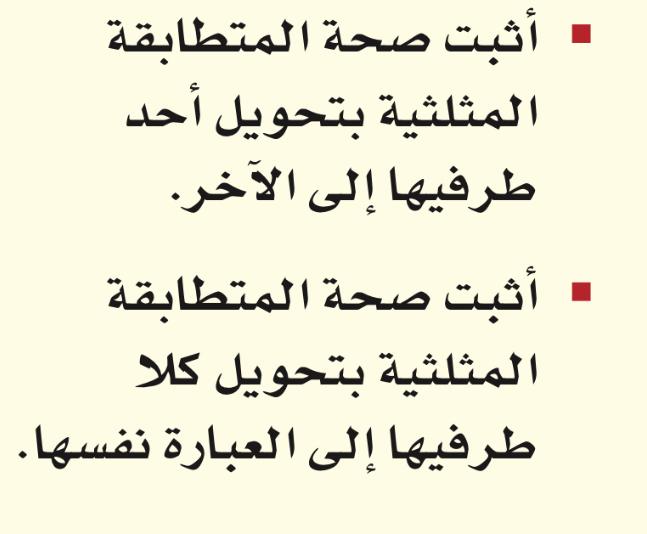 ▪ أثبت صحة المتطابقة
المثلثية بتحويل أحد
طرفيها إلى الآخر.
▪ أثبت صحة المتطابقة
المثلثية بتحويل كلا
طرفيها إلى العبارة نفسها.